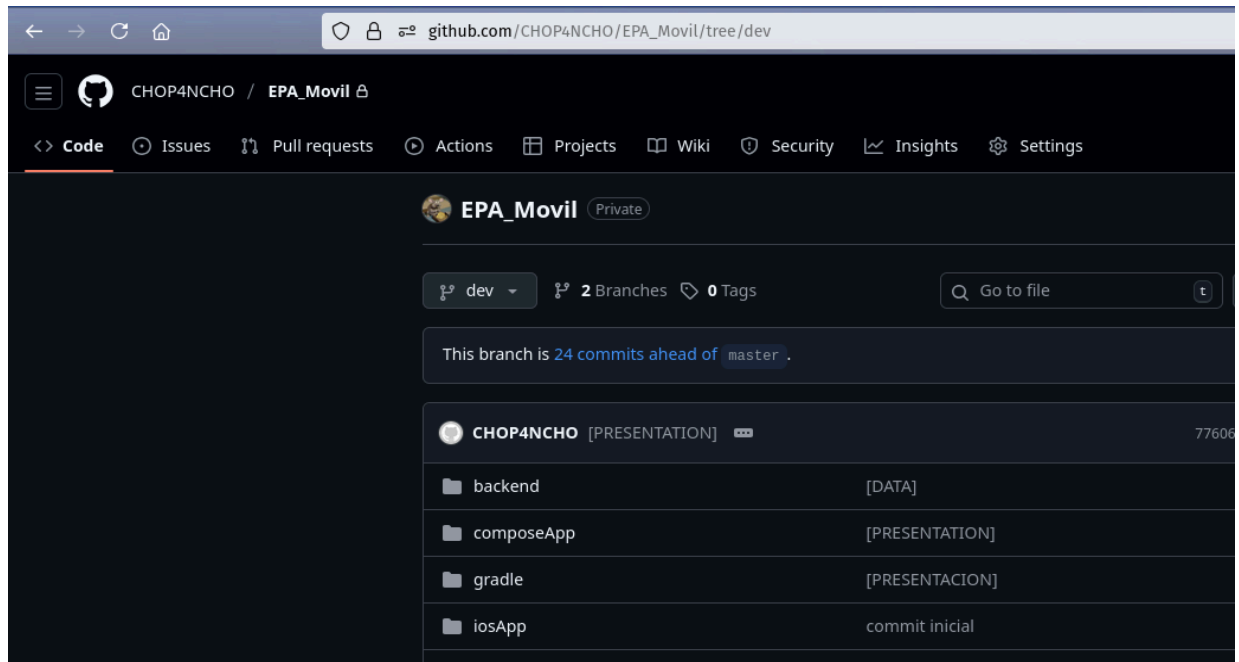 github.com/CHOP4NCHO/EPA_Movil/tree/dev
CHOP4NCHO / EPA_Movil
<> Code Issues Pull requests Actions Projects Wiki Security Insights Settings
EPA_Movil Private
dev 2 Branches 0 Tags Go to file t
This branch is 24 commits ahead of master .
CHOP4NCHO [PRESENTATION] 77606
backend [DATA]
composeApp [PRESENTATION]
gradle [PRESENTACION]
iosApp commit inicial